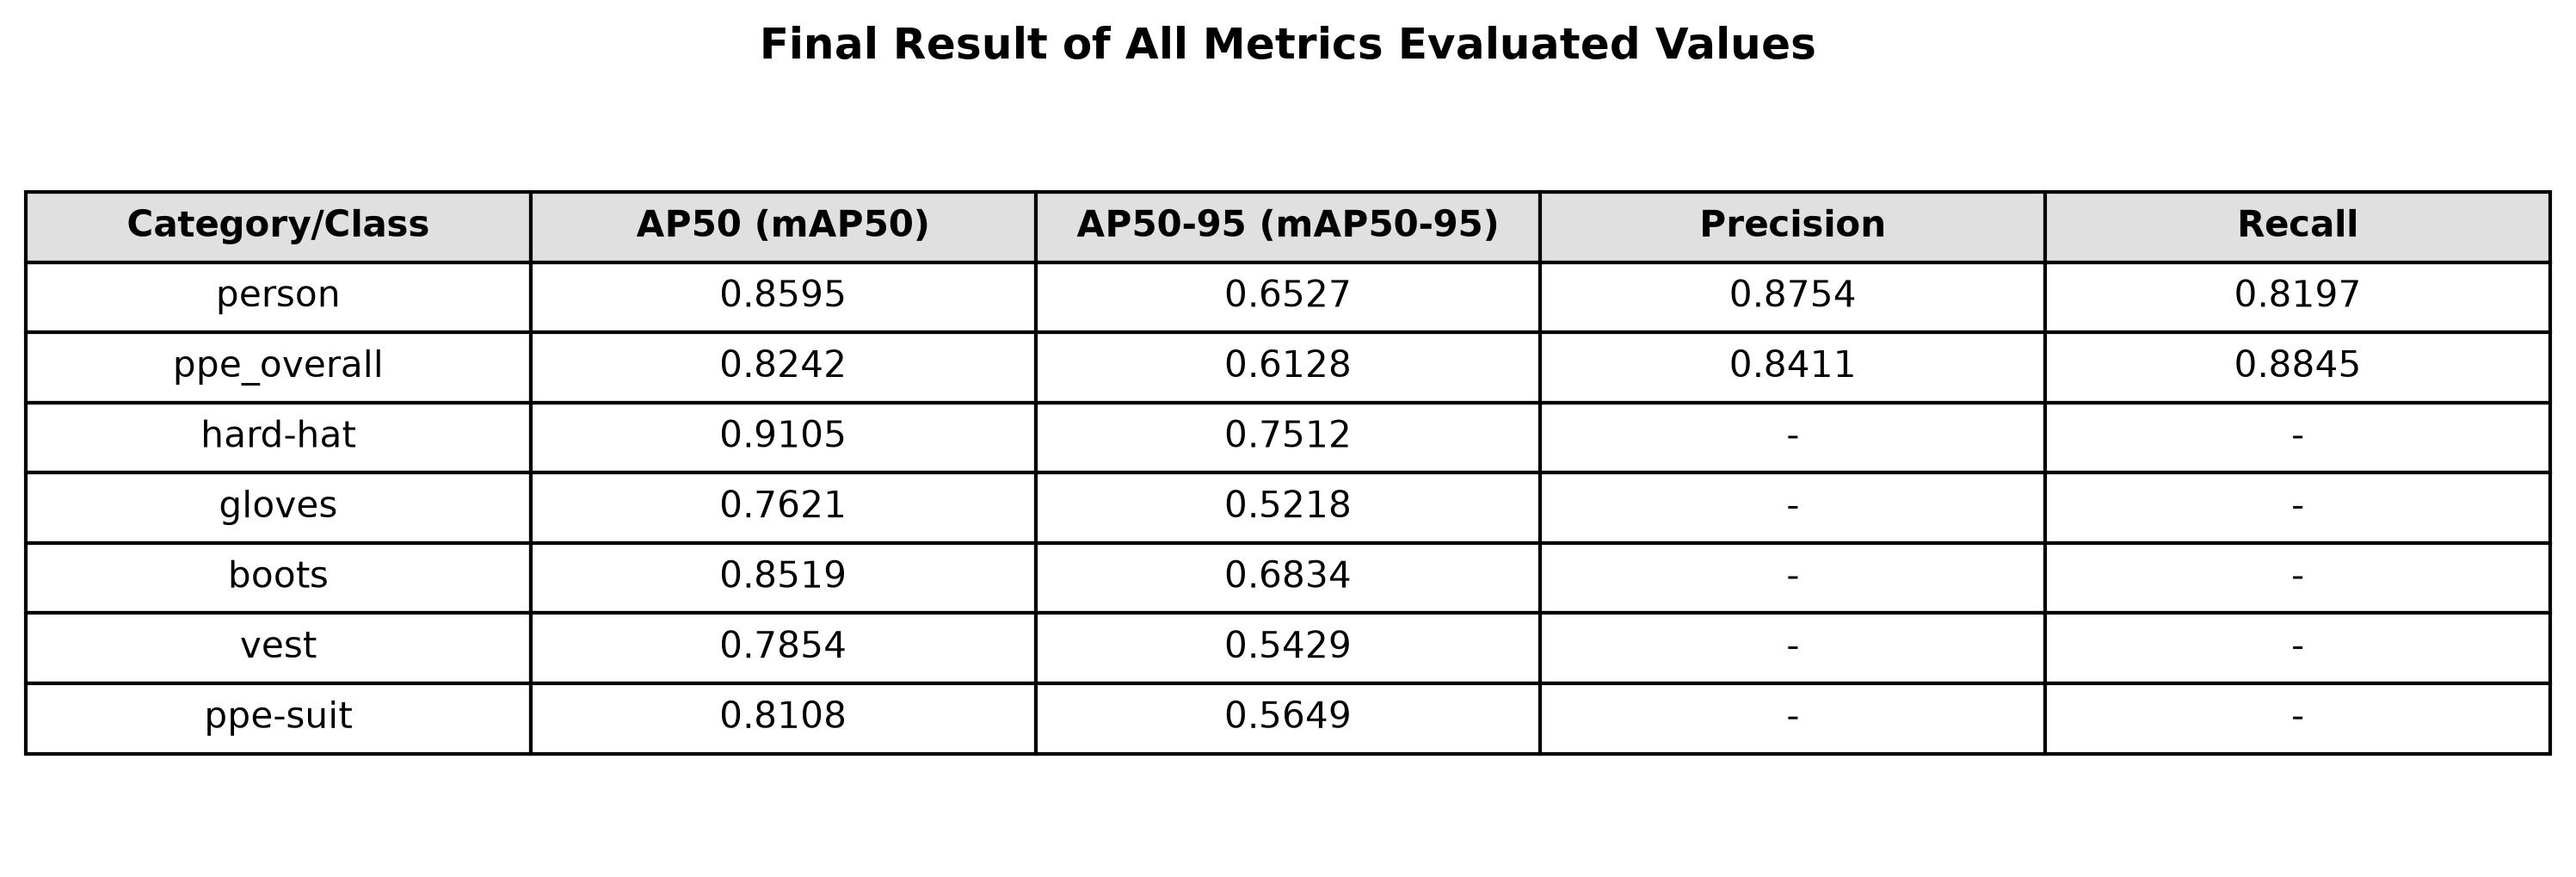 Final Result of All Metrics Evaluated Values
Category/Class AP50 (mAP50) AP50-95 (mAP50-95) Precision Recall
person 0.8595 0.6527 0.8754 0.8197
ppe_overall 0.8242 0.6128 0.8411 0.8845
hard-hat 0.9105 0.7512 - -
gloves 0.7621 0.5218 - -
boots 0.8519 0.6834 - -
vest 0.7854 0.5429 - -
ppe-suit 0.8108 0.5649 - -